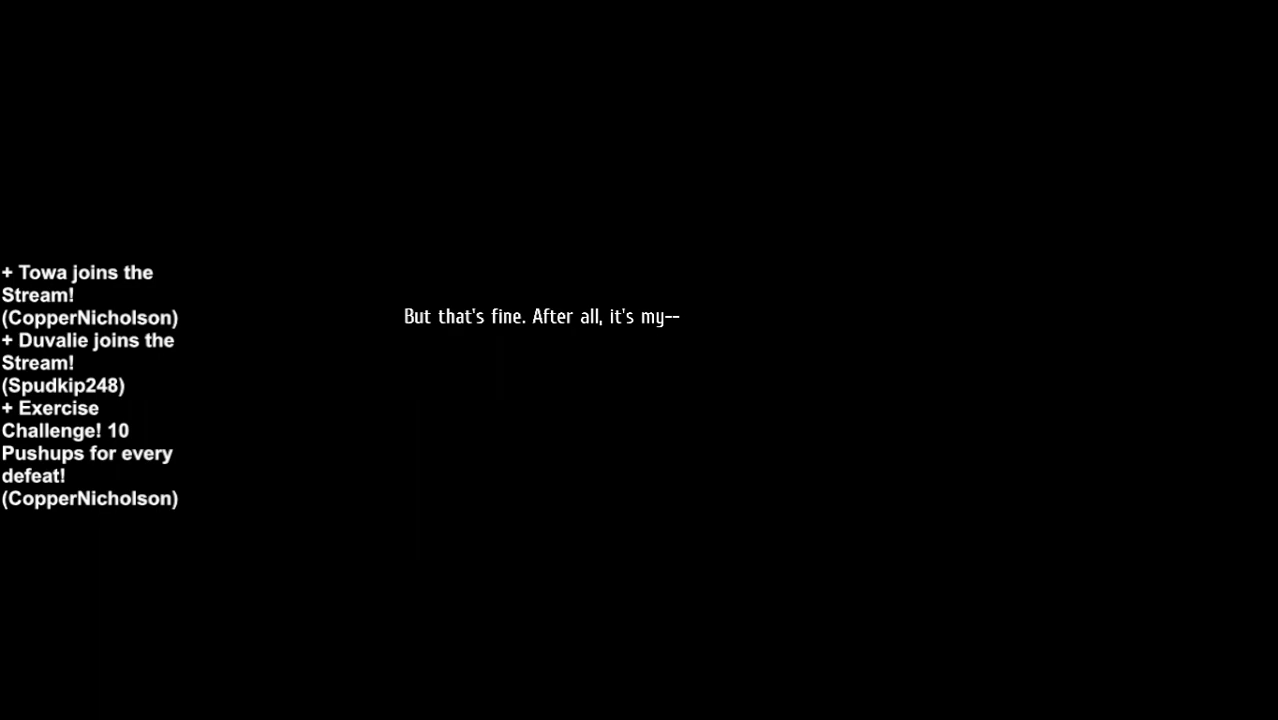 + Towa joins the
Stream!
(CopperNicholson)
+ Duvalie joins the
Stream!
(Spudkip248)
+ Exercise
Challenge! 10
Pushups for every
defeat!
(CopperNicholson)
But that's fine. After all, it's my--